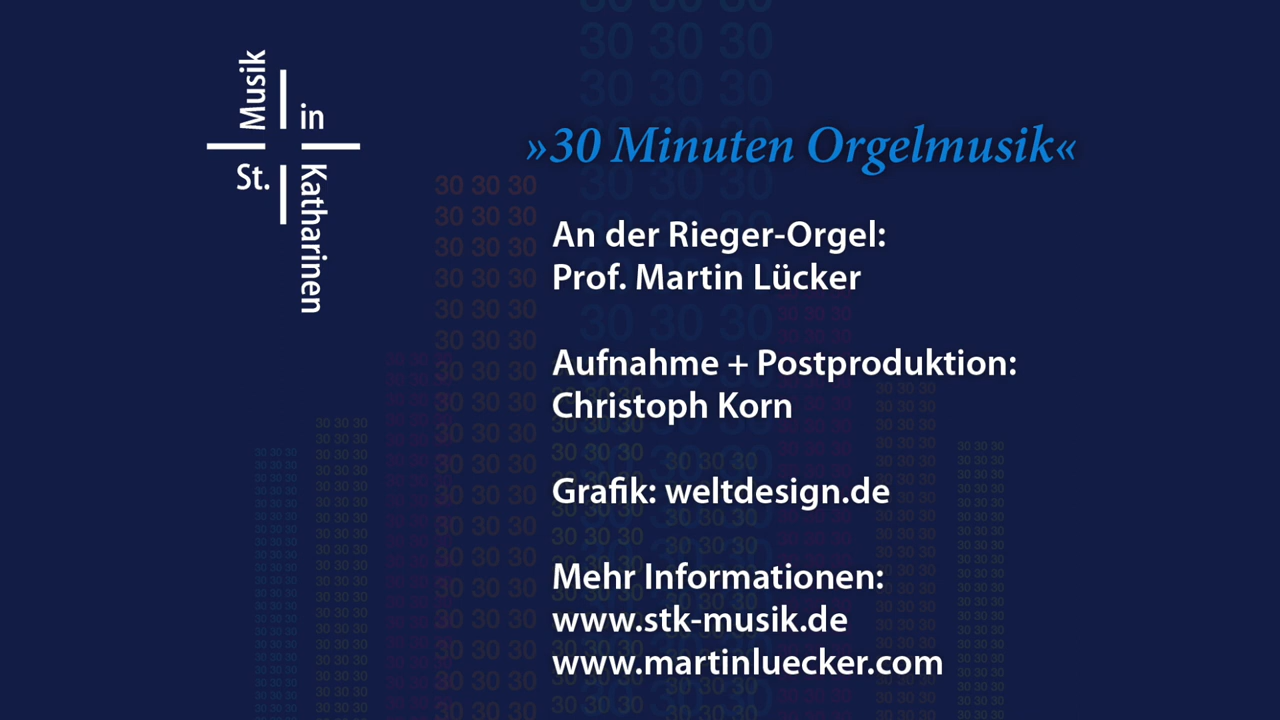 Musik
in
St.
Katharinen
»30 Minuten Orgelmusik«
An der Rieger-Orgel:
Prof. Martin Lücker
Aufnahme + Postproduktion:
Christoph Korn
Grafik: weltdesign.de
Mehr Informationen:
www.stk-musik.de
www.martinluecker.com